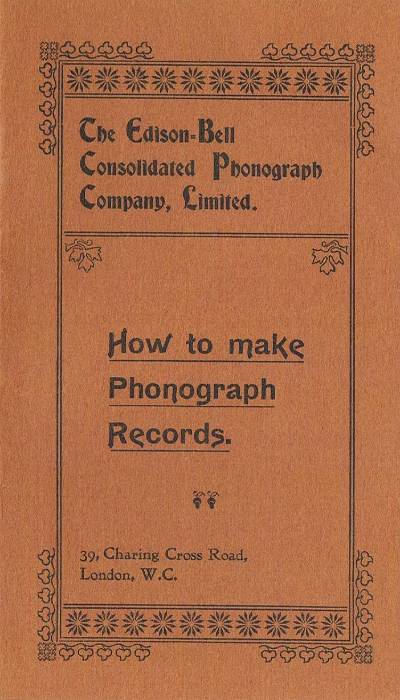 The Edison-Bell
Consolidated Phonograph
Company, Limited.
How to make
Phonograph
Records.
39, Charing Cross Road,
London, W.C.